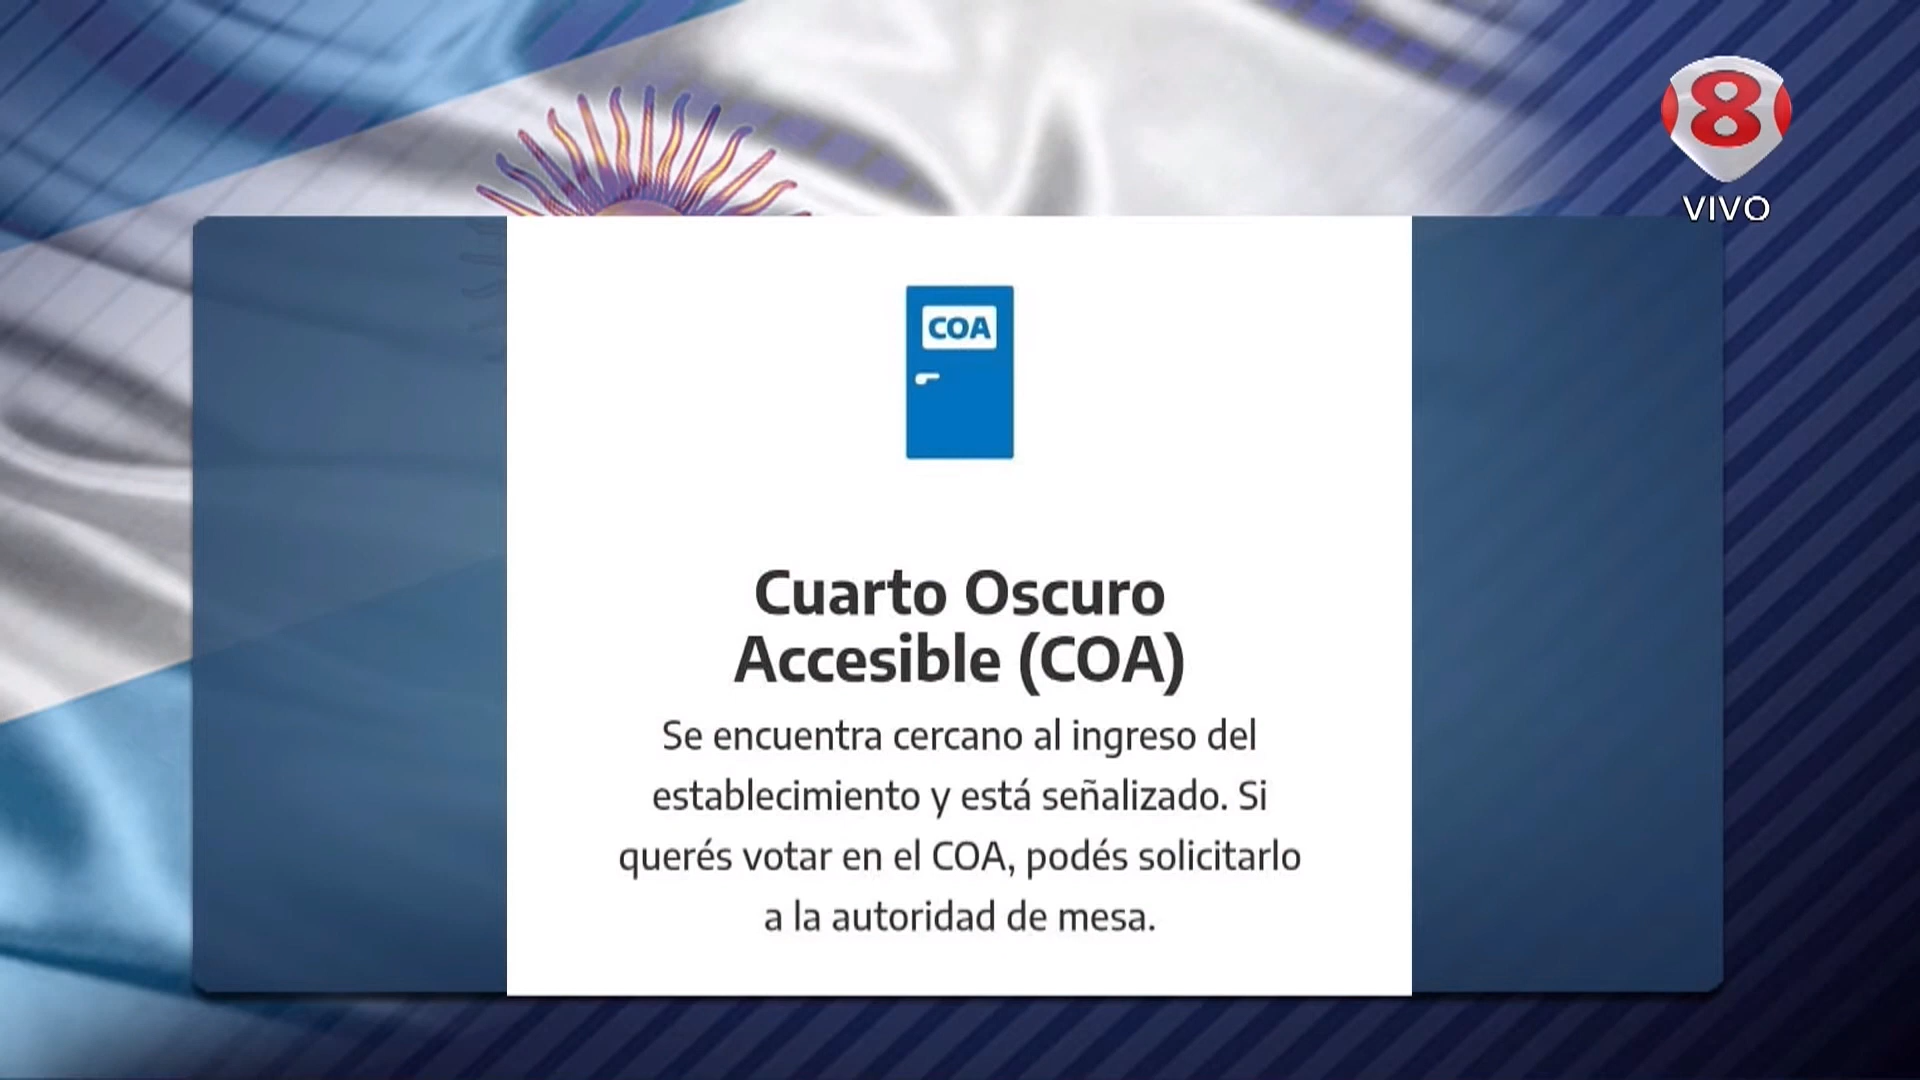 8
VIVO
COA
Cuarto Oscuro
Accesible (COA)
Se encuentra cercano al ingreso del
establecimiento y está señalizado. Si
querés votar en el COA, podés solicitarlo
a la autoridad de mesa.